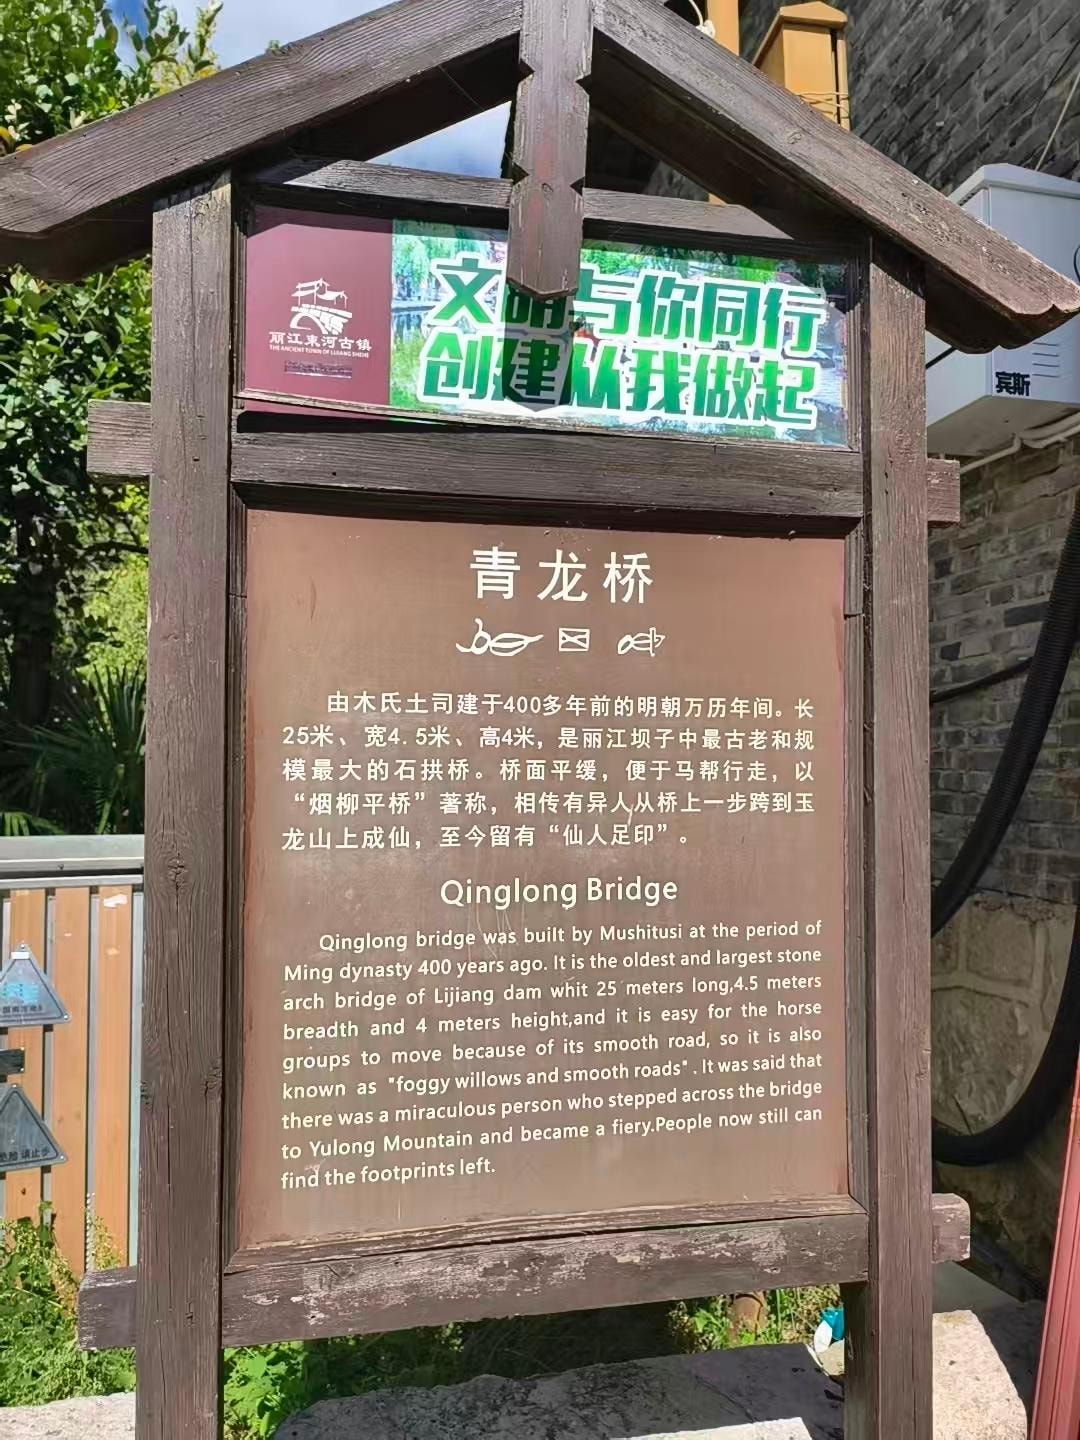 文明与你同行
创建从我做起
丽江束河古镇
THE ANCIENT TOWN OF LIJIANG SHUHE
宾斯
青龙桥
由木氏土司建于400多年前的明朝万历年间。长
25米、宽4.5米、高4米，是丽江坝子中最古老和规
模最大的石拱桥。桥面平缓，便于马帮行走，以
“烟柳平桥”著称，相传有异人从桥上一步跨到玉
龙山上成仙，至今留有“仙人足印”。
Qinglong Bridge
Qinglong bridge was built by Mushitusi at the period of
Ming dynasty 400 years ago. It is the oldest and largest stone
arch bridge of Lijiang dam whit 25 meters long,4.5 meters
breadth and 4 meters height,and it is easy for the horse
groups to move because of its smooth road, so it is also
known as "foggy willows and smooth roads" . It was said that
there was a miraculous person who stepped across the bridge
to Yulong Mountain and became a fiery.People now still can
find the footprints left.
请止步